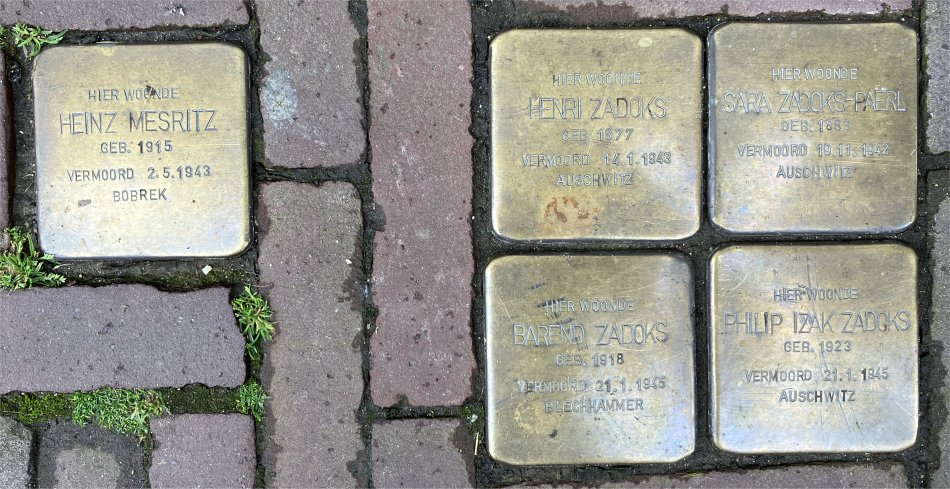 HIER WOONDE
HEINZ MESRITZ
GEB. 1915
VERMOORD 2.5.1943
BOBREK
HIER WOONDE
HENRI ZADOKS
GEB. 1877
VERMOORD 14.1.1943
AUSCHWITZ
HIER WOONDE
SARA ZADOKS-PAËRL
GEB.
VERMOORD 19.11.1942
AUSCHWITZ
HIER WOONDE
BAREND ZADOKS
GEB. 1918
VERMOORD 21.1.1945
BLECHHAMMER
HIER WOONDE
PHILIP IZAK ZADOKS
GEB. 1923
VERMOORD 21.1.1945
AUSCHWITZ